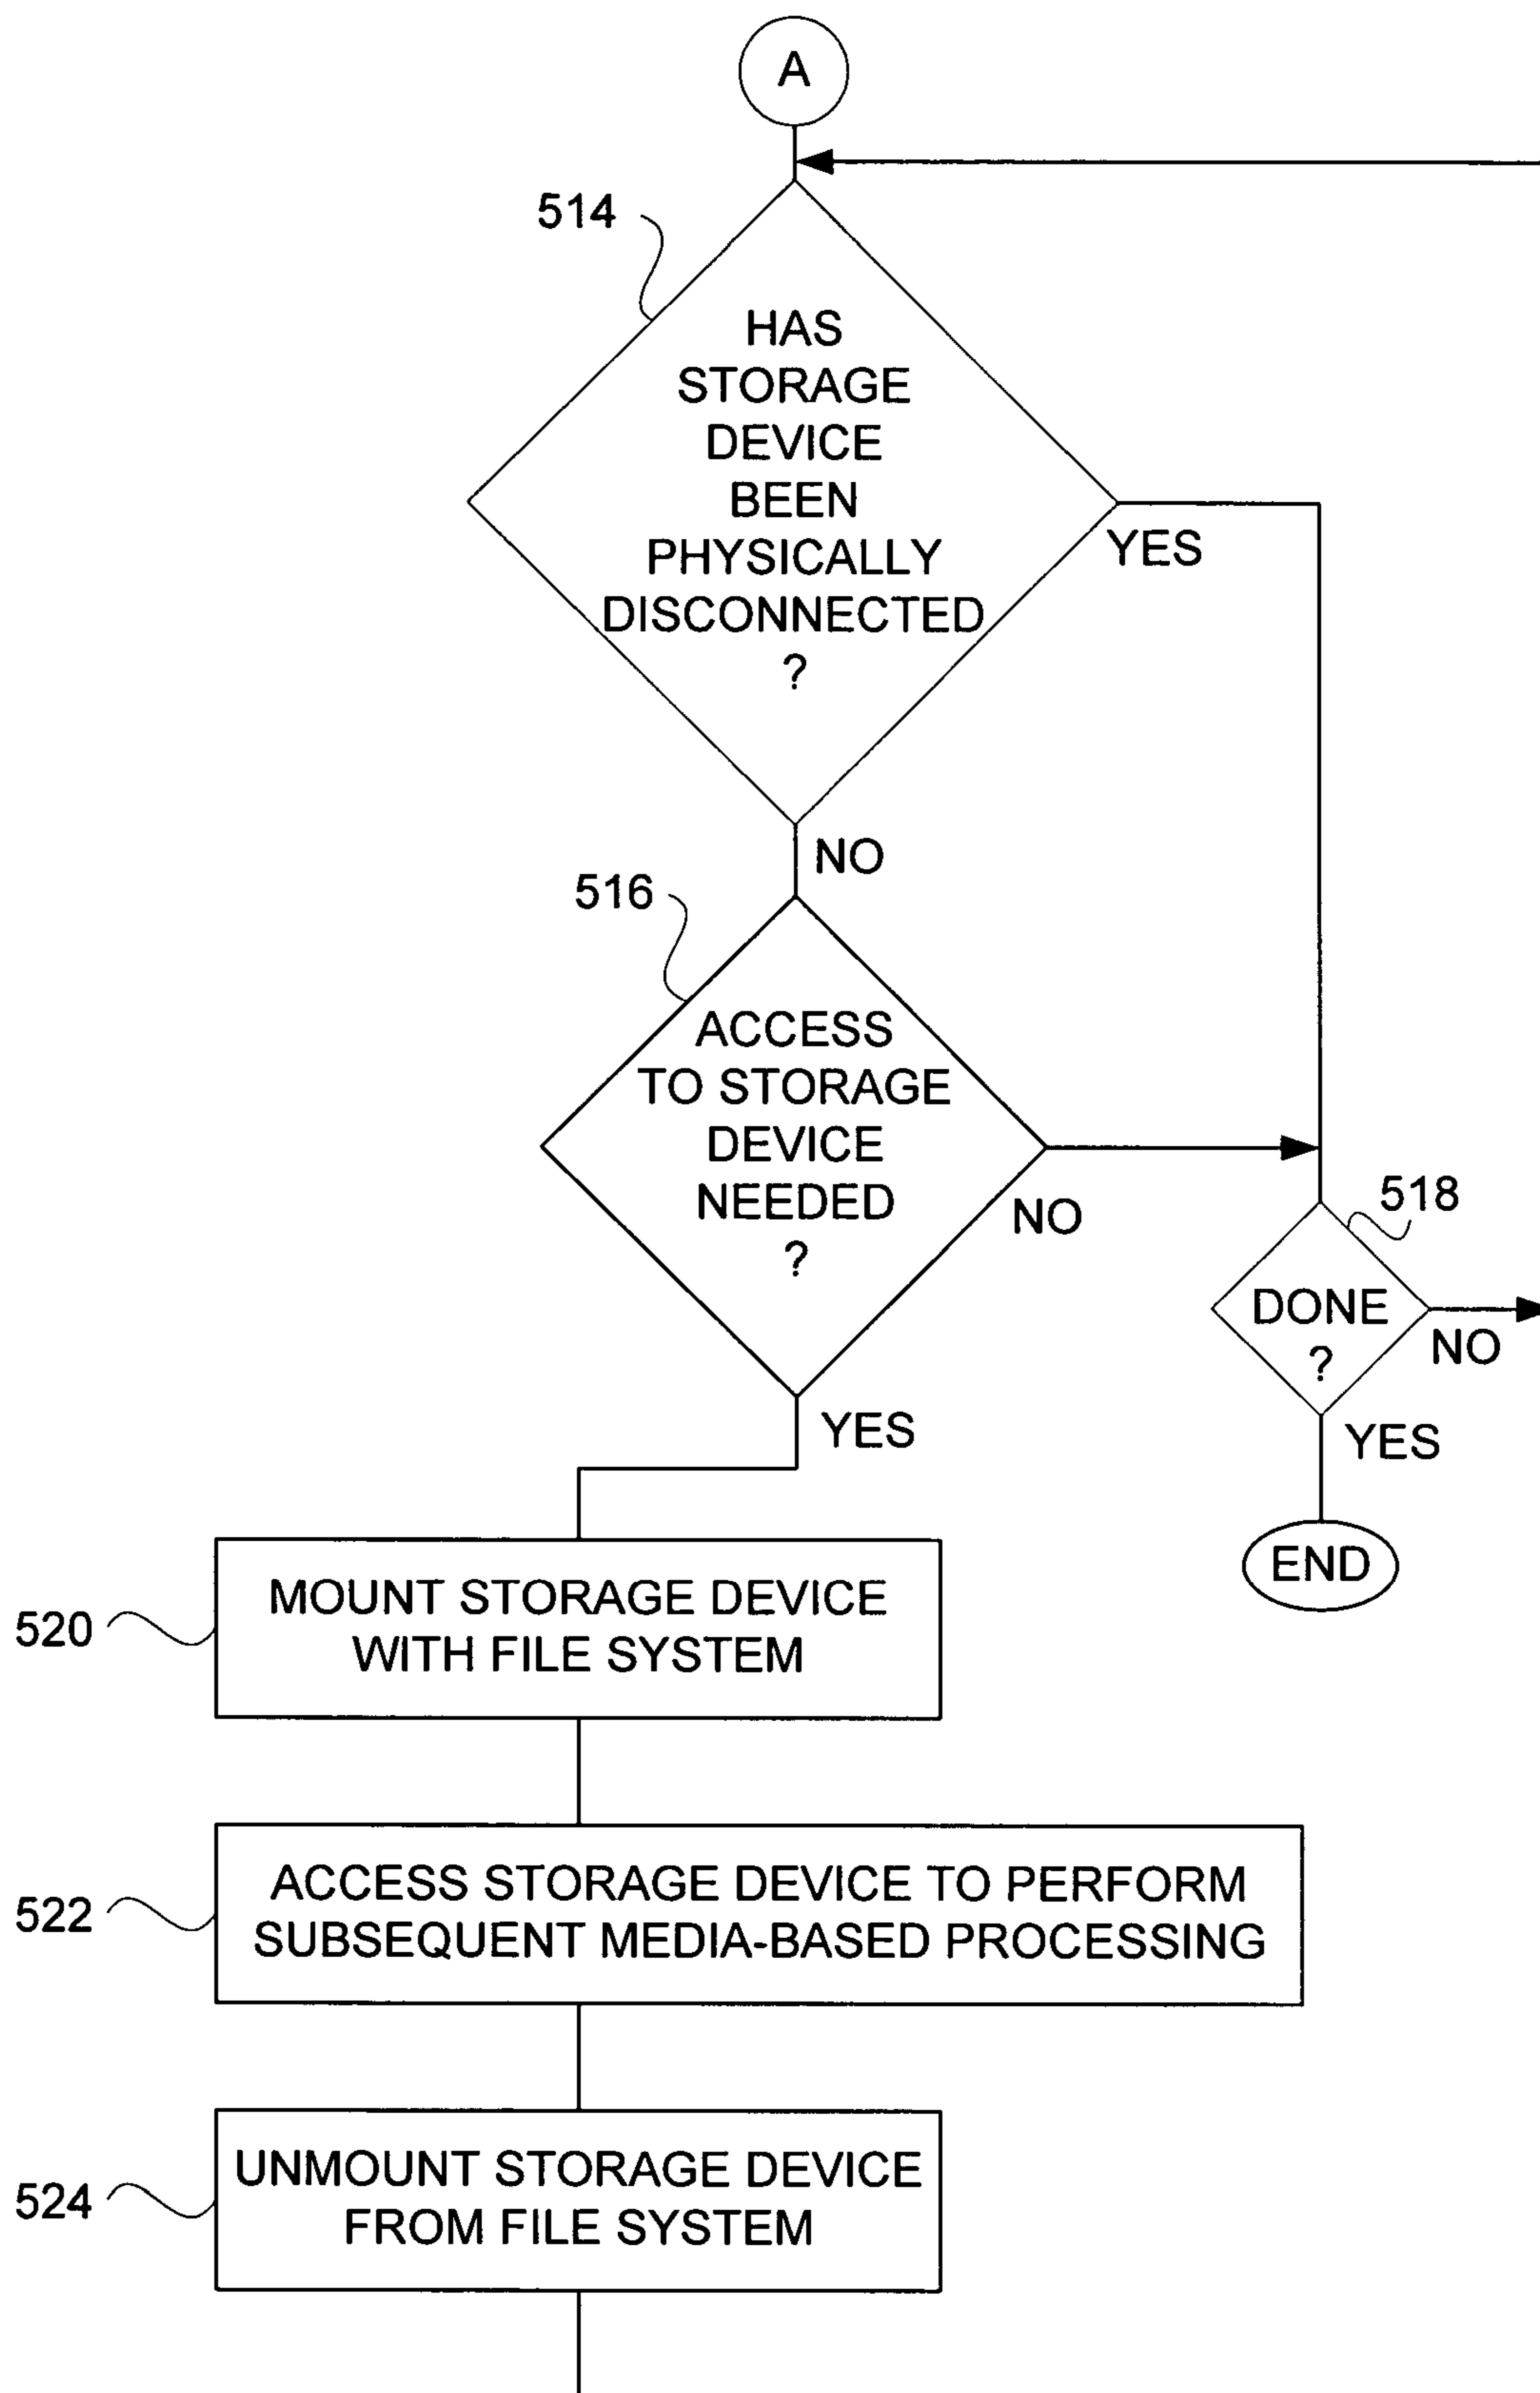 A
514
HAS
STORAGE
DEVICE
BEEN
PHYSICALLY
DISCONNECTED
?
YES
NO
516
ACCESS
TO STORAGE
DEVICE
NEEDED
?
NO
518
DONE
?
NO
YES
YES
END
520
MOUNT STORAGE DEVICE
WITH FILE SYSTEM
522
ACCESS STORAGE DEVICE TO PERFORM
SUBSEQUENT MEDIA-BASED PROCESSING
524
UNMOUNT STORAGE DEVICE
FROM FILE SYSTEM